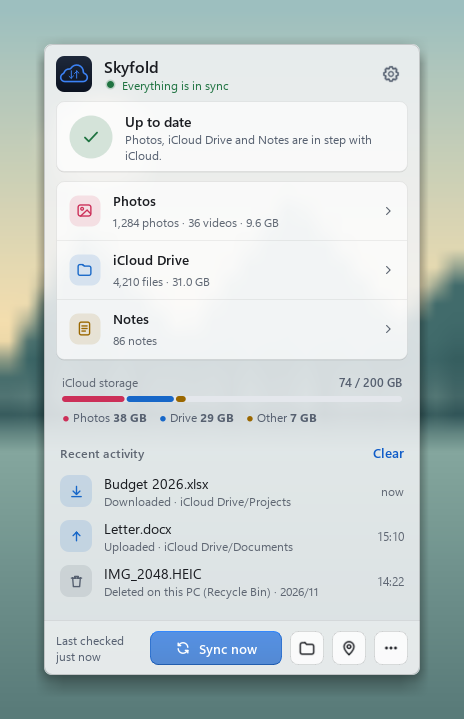 Skyfold
Everything is in sync
Up to date
Photos, iCloud Drive and Notes are in step with
iCloud.
Photos
1,284 photos · 36 videos · 9.6 GB
iCloud Drive
4,210 files · 31.0 GB
Notes
86 notes
iCloud storage 74 / 200 GB
Photos 38 GB Drive 29 GB Other 7 GB
Recent activity Clear
Budget 2026.xlsx
Downloaded · iCloud Drive/Projects now
Letter.docx
Uploaded · iCloud Drive/Documents 15:10
IMG_2048.HEIC
Deleted on this PC (Recycle Bin) · 2026/11 14:22
Last checked
just now
Sync now